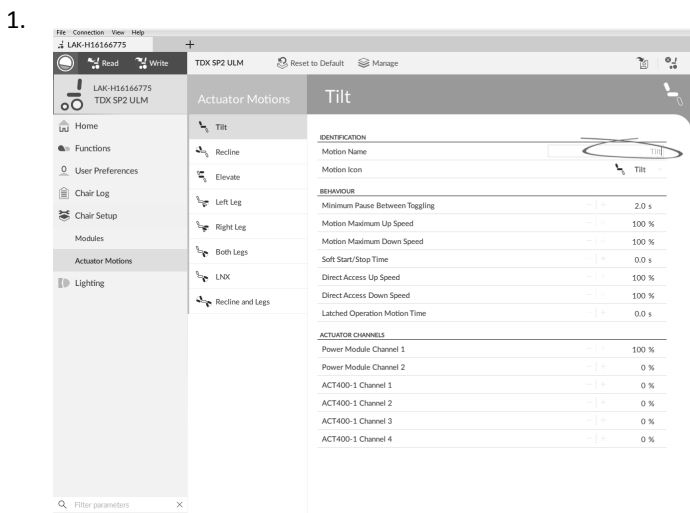 1.
File Connection View Help
LAK-H16166775 +
Read Write TDX SP2 ULM Reset to Default Manage
LAK-H16166775
TDX SP2 ULM
Home
Functions
User Preferences
Chair Log
Chair Setup
Modules
Actuator Motions
Lighting
Filter parameters ×
Actuator Motions
Tilt
Recline
Elevate
Left Leg
Right Leg
Both Legs
LNX
Recline and Legs
Tilt
IDENTIFICATION
Motion Name Tilt
Motion Icon Tilt
BEHAVIOUR
Minimum Pause Between Toggling − + 2.0 s
Motion Maximum Up Speed − + 100 %
Motion Maximum Down Speed − + 100 %
Soft Start/Stop Time − + 0.0 s
Direct Access Up Speed − + 100 %
Direct Access Down Speed − + 100 %
Latched Operation Motion Time − + 0.0 s
ACTUATOR CHANNELS
Power Module Channel 1 − + 100 %
Power Module Channel 2 − + 0 %
ACT400-1 Channel 1 − + 0 %
ACT400-1 Channel 2 − + 0 %
ACT400-1 Channel 3 − + 0 %
ACT400-1 Channel 4 − + 0 %